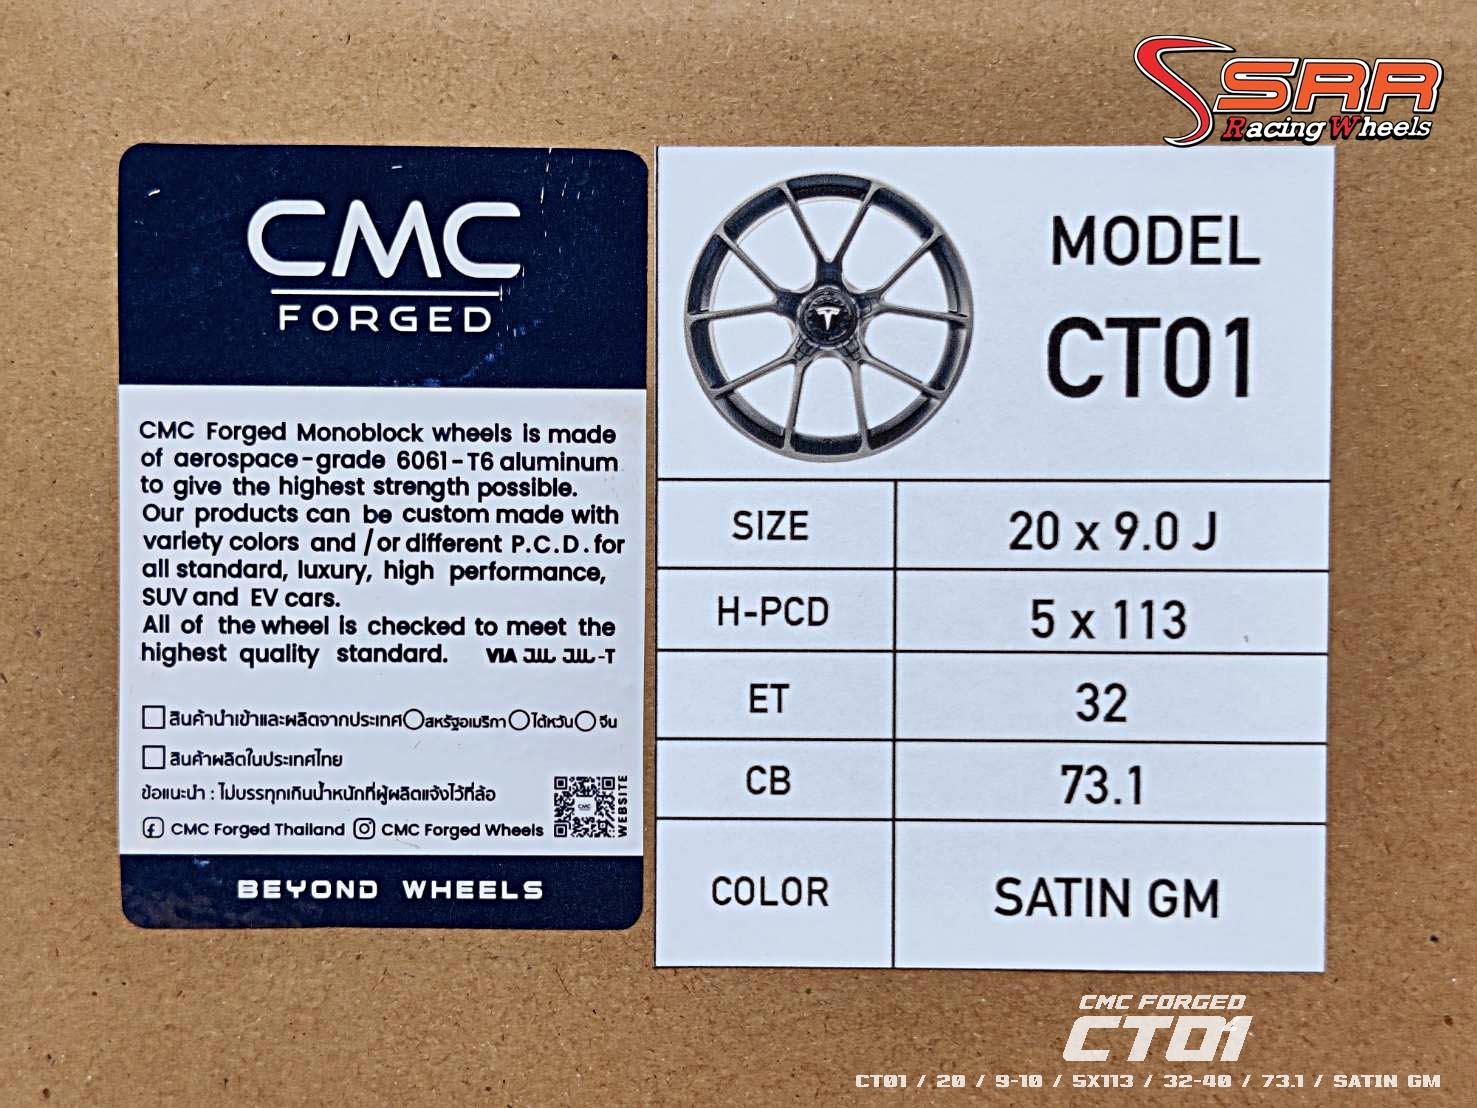 SSRR
Racing Wheels
CMC
FORGED
CMC Forged Monoblock wheels is made
of aerospace-grade 6061-T6 aluminum
to give the highest strength possible.
Our products can be custom made with
variety colors and /or different P.C.D. for
all standard, luxury, high performance,
SUV and EV cars.
All of the wheel is checked to meet the
highest quality standard. VIA JWL JWL-T
สินค้านำเข้าและผลิตจากประเทศ สหรัฐอเมริกา ไต้หวัน จีน
สินค้าผลิตในประเทศไทย
ข้อแนะนำ : ไม่บรรทุกเกินน้ำหนักที่ผู้ผลิตแจ้งไว้ที่ล้อ
CMC Forged Thailand CMC Forged Wheels
CMC
WEBSITE
BEYOND WHEELS
MODEL
CT01
SIZE 20 x 9.0 J
H-PCD 5 x 113
ET 32
CB 73.1
COLOR SATIN GM
CMC FORGED
CT01
CT01 / 20 / 9-10 / 5X113 / 32-40 / 73.1 / SATIN GM